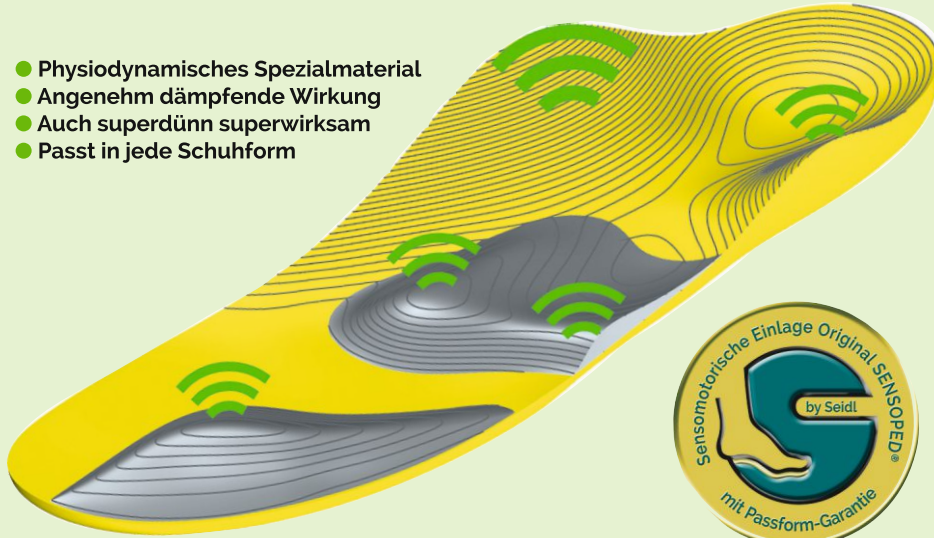 Physiodynamisches Spezialmaterial
Angenehm dämpfende Wirkung
Auch superdünn superwirksam
Passt in jede Schuhform
Sensomotorische Einlage Original SENSOPED®
by Seidl
mit Passform-Garantie